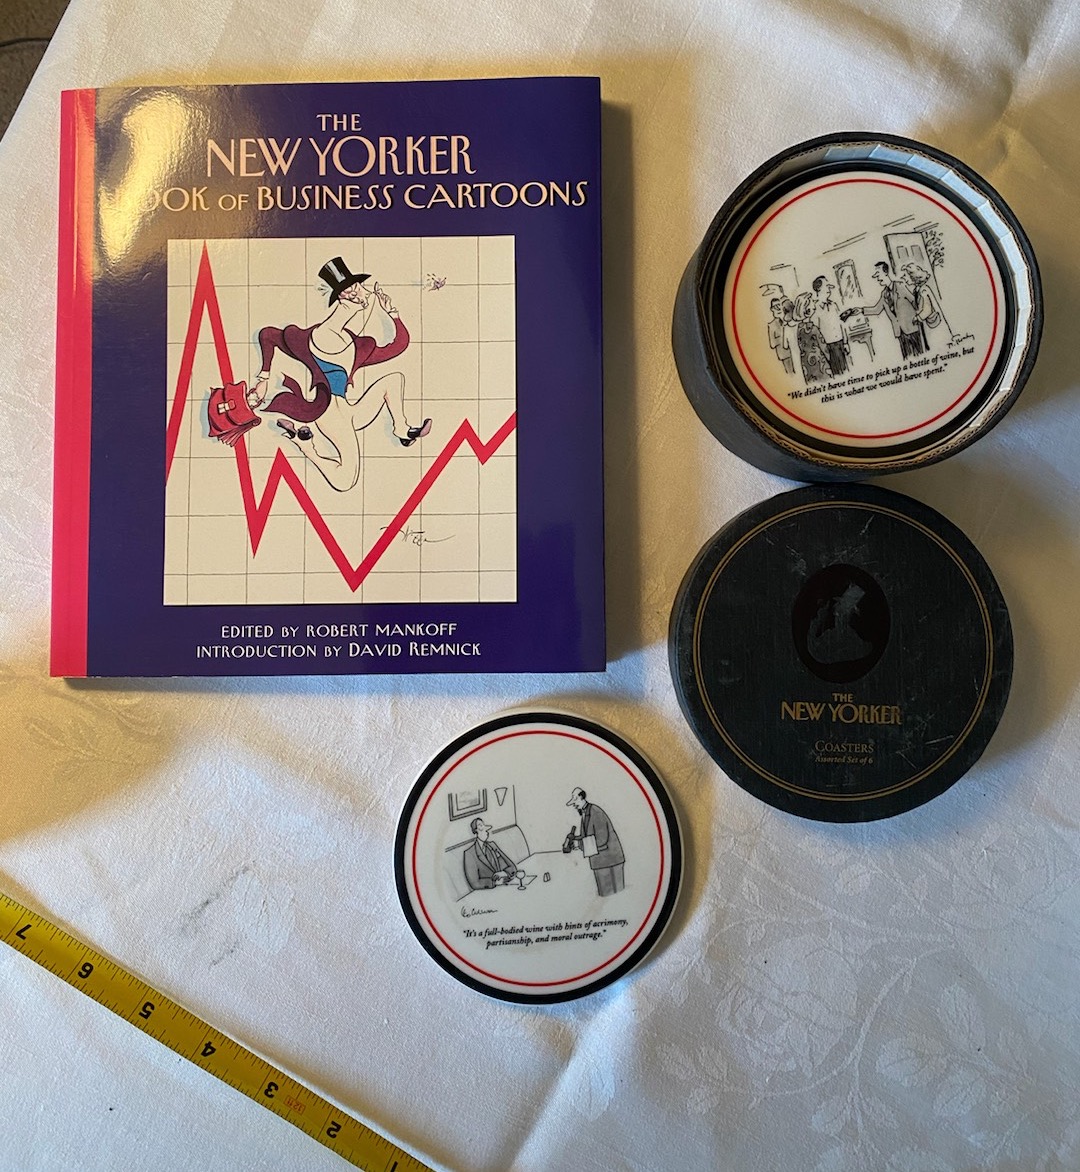 THE
NEW YORKER
OOK OF BUSINESS CARTOONS
EDITED BY ROBERT MANKOFF
INTRODUCTION BY DAVID REMNICK
"We didn't have time to pick up a bottle of wine, but
this is what we would have spent."
THE
NEW YORKER
COASTERS
Assorted Set of 6
"It's a full-bodied wine with hints of acrimony,
partisanship, and moral outrage."
7
6
5
4
3
2
1